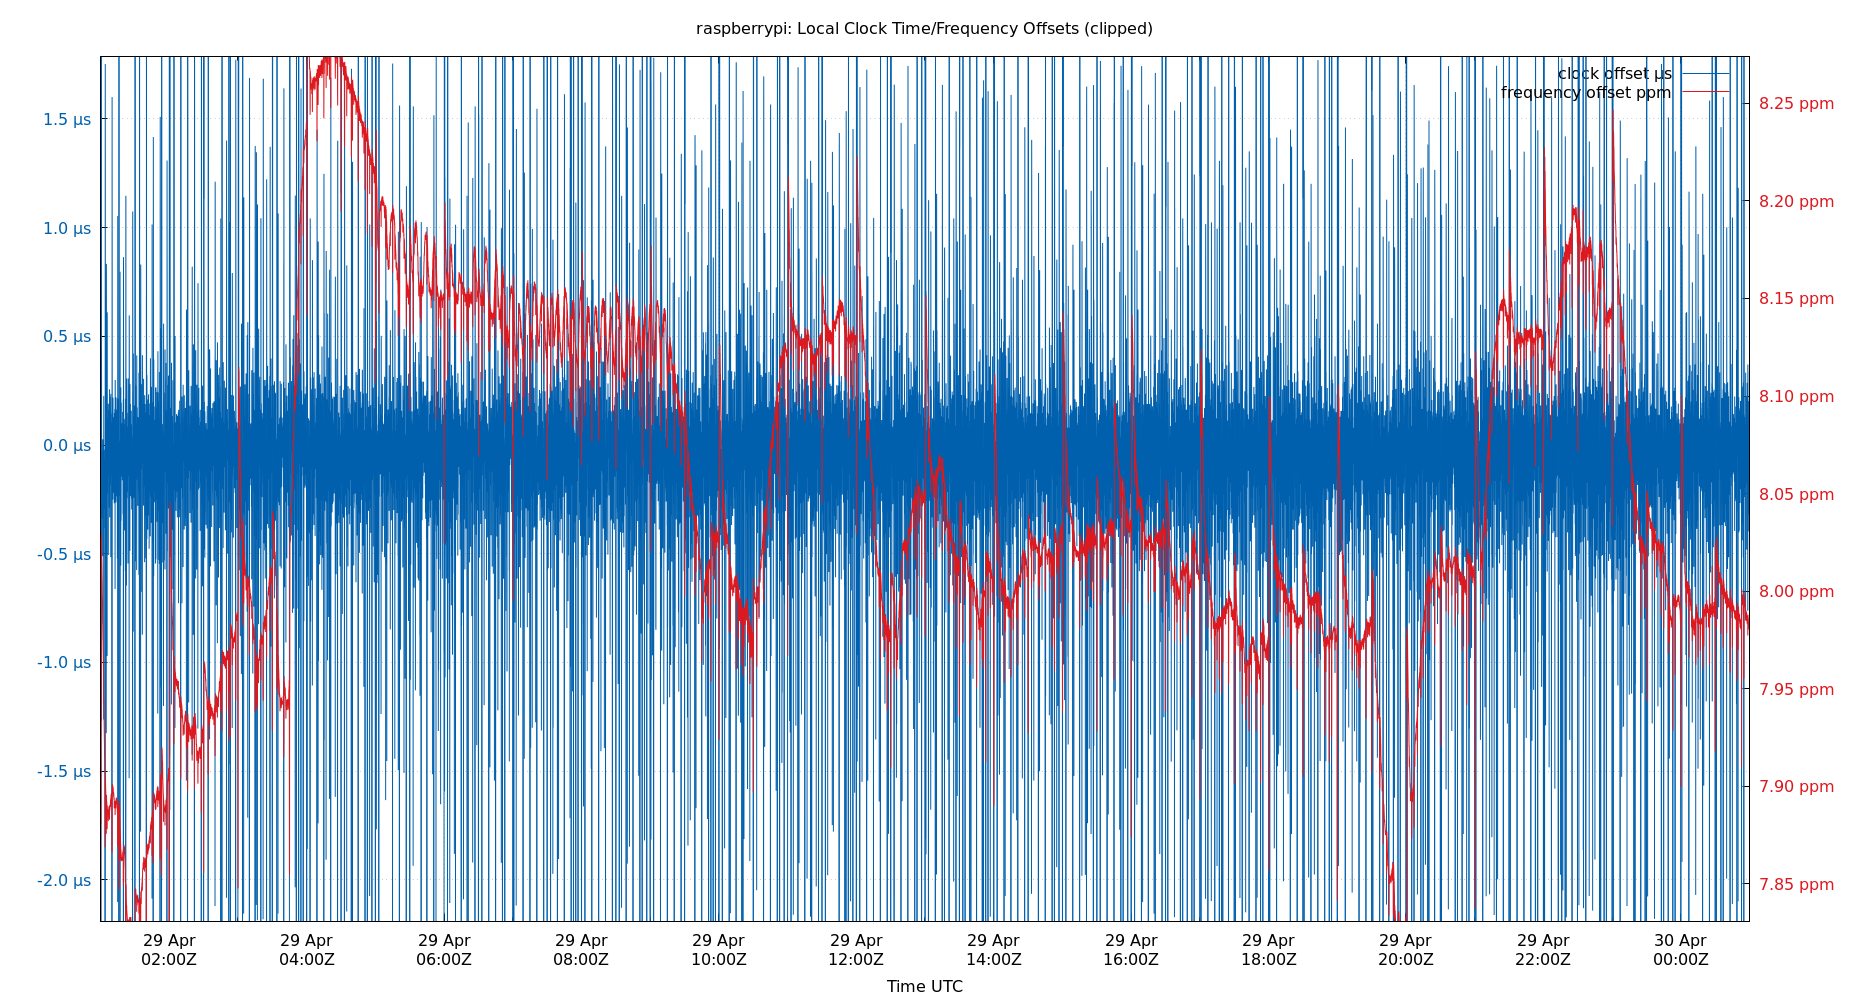 raspberrypi: Local Clock Time/Frequency Offsets (clipped)
clock offset µs
frequency offset ppm
1.5 µs
1.0 µs
0.5 µs
0.0 µs
-0.5 µs
-1.0 µs
-1.5 µs
-2.0 µs
8.25 ppm
8.20 ppm
8.15 ppm
8.10 ppm
8.05 ppm
8.00 ppm
7.95 ppm
7.90 ppm
7.85 ppm
29 Apr
02:00Z
29 Apr
04:00Z
29 Apr
06:00Z
29 Apr
08:00Z
29 Apr
10:00Z
29 Apr
12:00Z
29 Apr
14:00Z
29 Apr
16:00Z
29 Apr
18:00Z
29 Apr
20:00Z
29 Apr
22:00Z
30 Apr
00:00Z
Time UTC